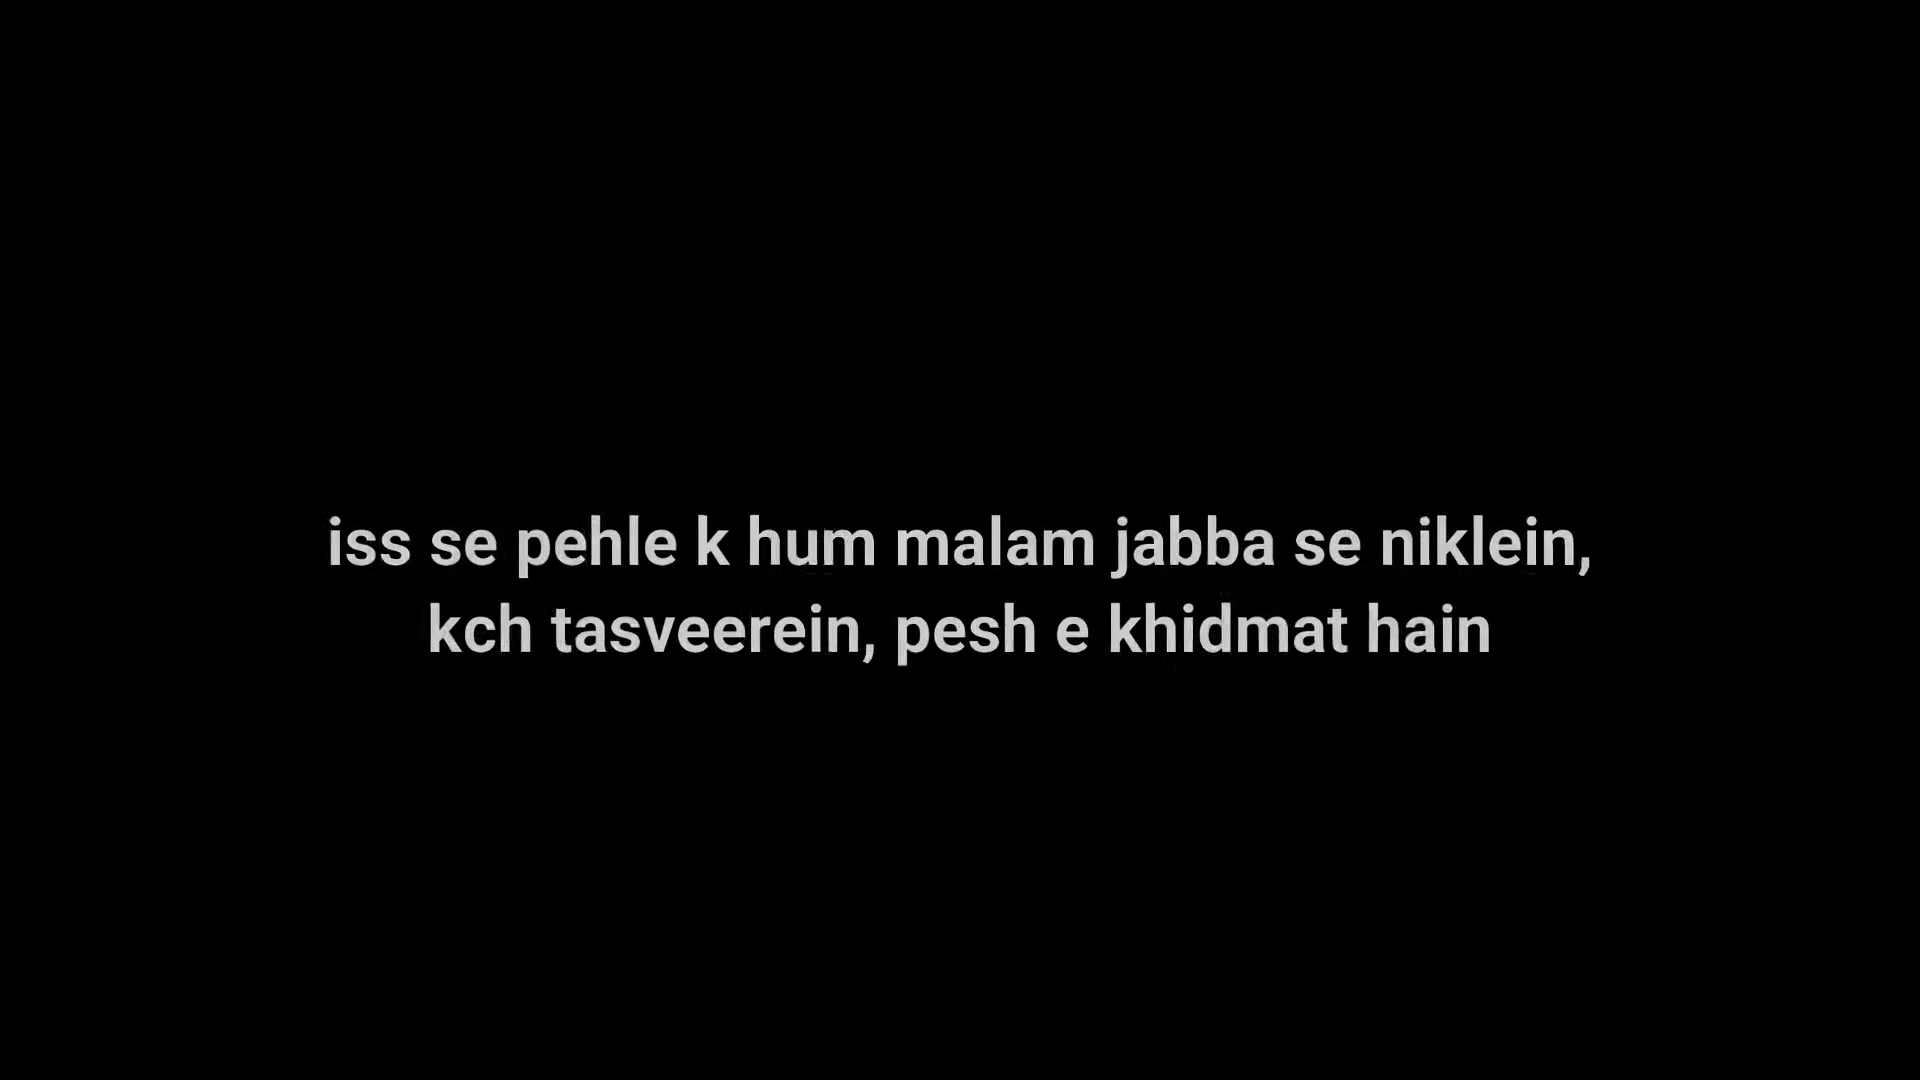 iss se pehle k hum malam jabba se niklein,
kch tasveerein, pesh e khidmat hain